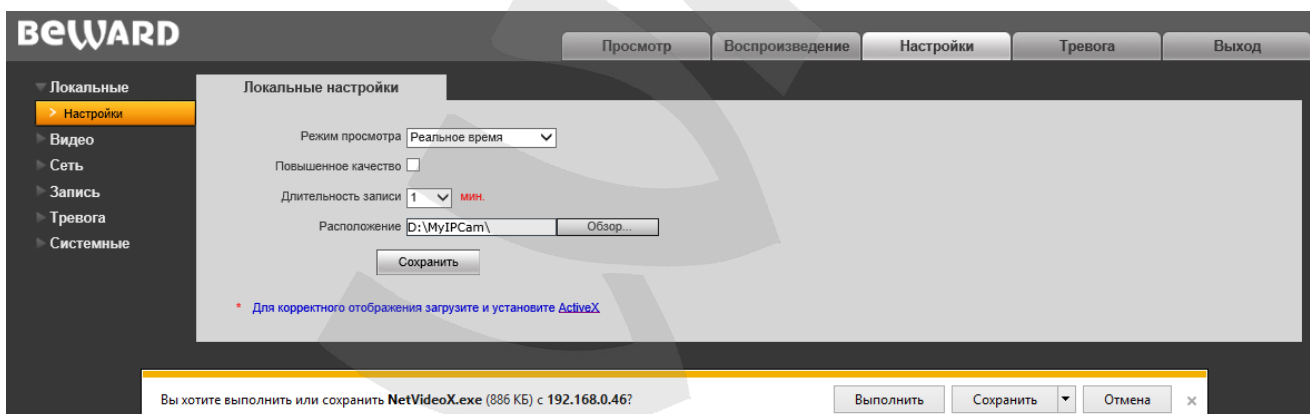 BEWARD
Просмотр Воспроизведение Настройки Тревога Выход
Локальные
> Настройки
Видео
Сеть
Запись
Тревога
Системные
Локальные настройки
Режим просмотра Реальное время
Повышенное качество
Длительность записи 1 мин.
Расположение D:\MyIPCam\ Обзор...
Сохранить
* Для корректного отображения загрузите и установите ActiveX
Вы хотите выполнить или сохранить NetVideoX.exe (886 КБ) с 192.168.0.46? Выполнить Сохранить Отмена ×